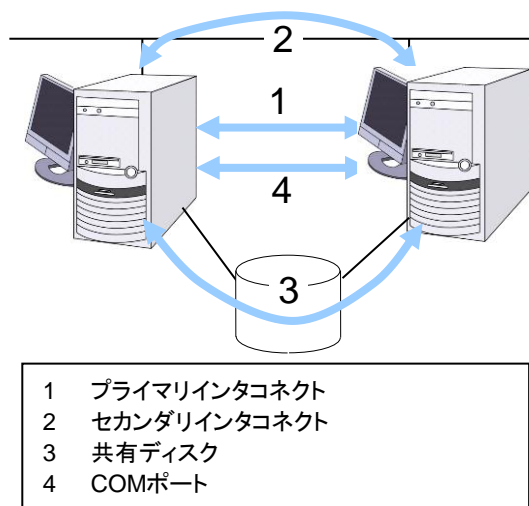 2
1
4
3
1 プライマリインタコネクト
2 セカンダリインタコネクト
3 共有ディスク
4 COMポート